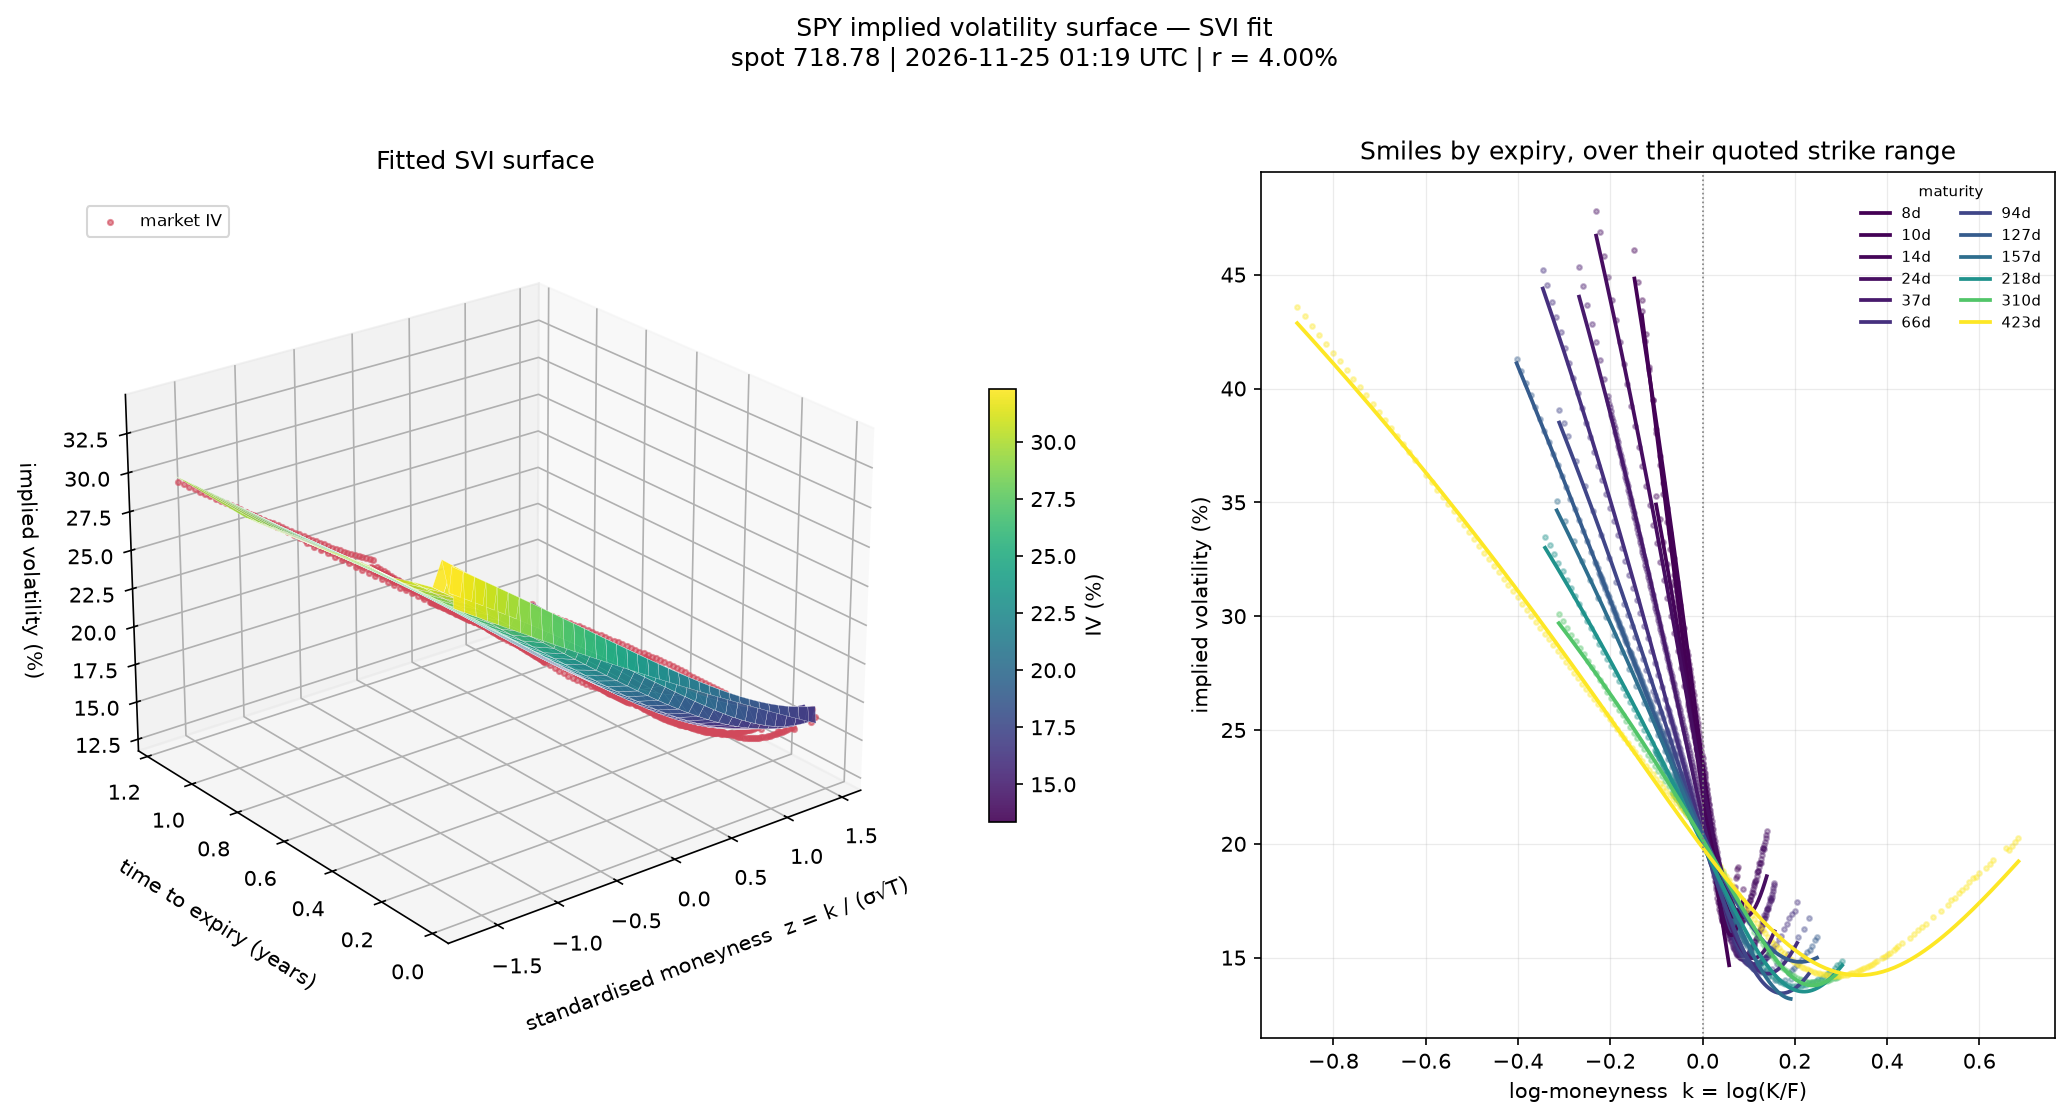 SPY implied volatility surface — SVI fit
spot 718.78 | 2026-11-25 01:19 UTC | r = 4.00%
Fitted SVI surface
market IV
implied volatility (%)
32.5
30.0
27.5
25.0
22.5
20.0
17.5
15.0
12.5
1.2
1.0
0.8
0.6
0.4
0.2
0.0
time to expiry (years)
−1.5
−1.0
−0.5
0.0
0.5
1.0
1.5
standardised moneyness z = k / (σ√T)
30.0
27.5
25.0
22.5
20.0
17.5
15.0
IV (%)
Smiles by expiry, over their quoted strike range
maturity
8d
10d
14d
24d
37d
66d
94d
127d
157d
218d
310d
423d
implied volatility (%)
45
40
35
30
25
20
15
−0.8
−0.6
−0.4
−0.2
0.0
0.2
0.4
0.6
log-moneyness k = log(K/F)